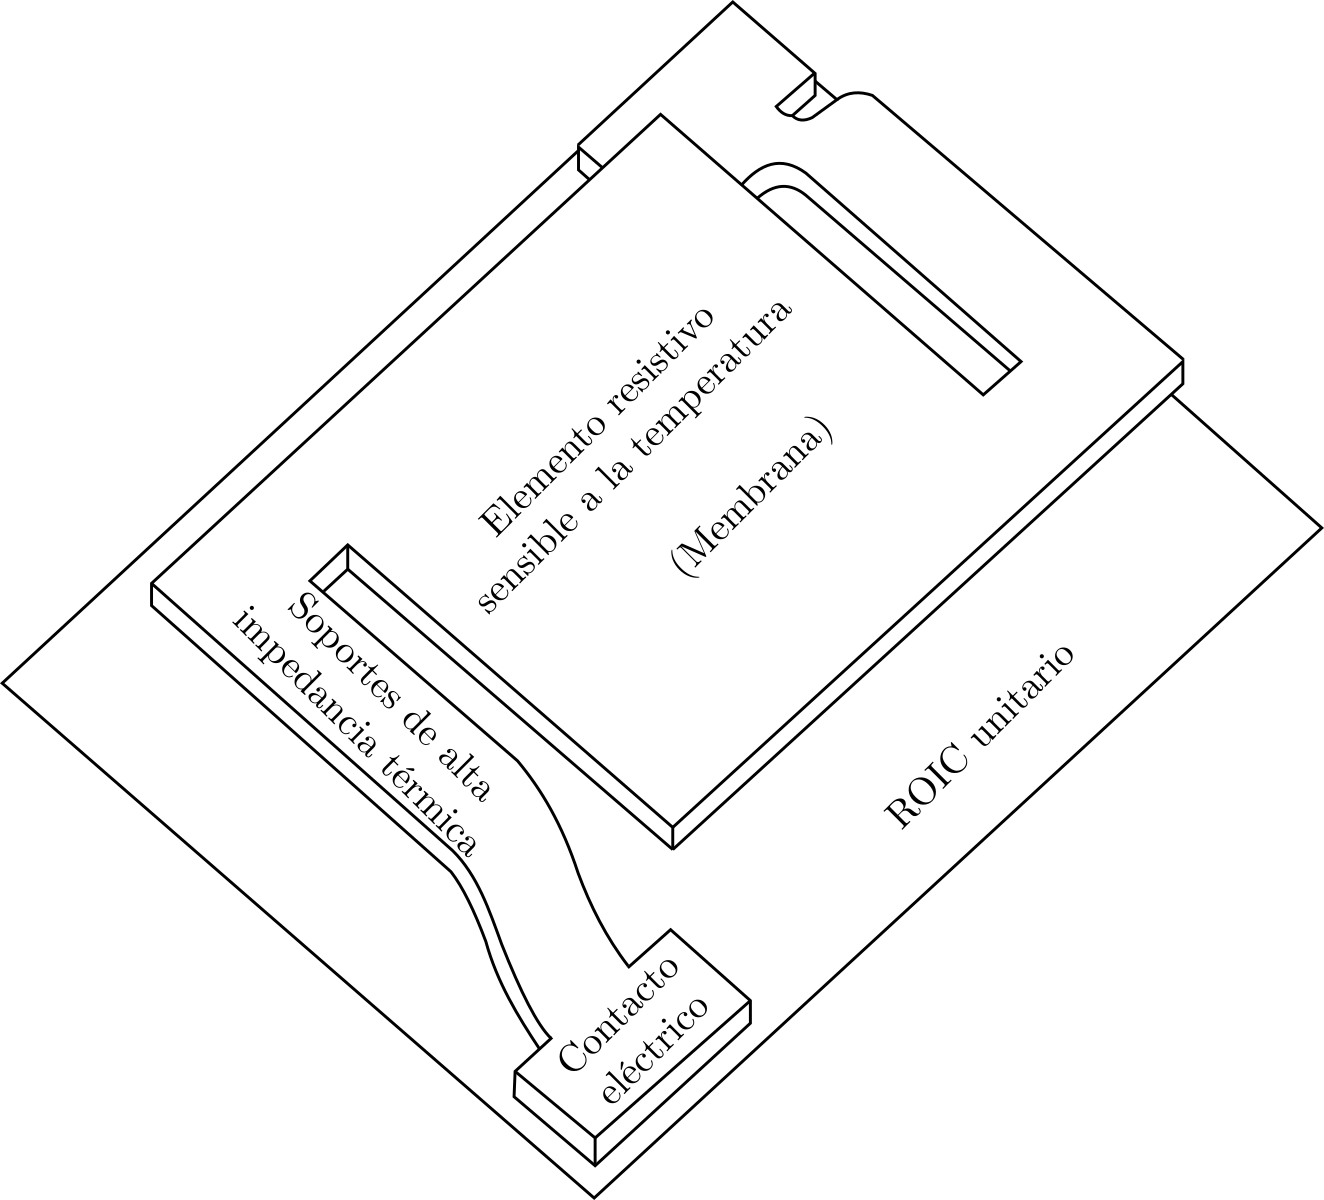 Elemento resistivo
sensible a la temperatura
(Membrana)
Soportes de alta
impedancia térmica
ROIC unitario
Contacto
eléctrico